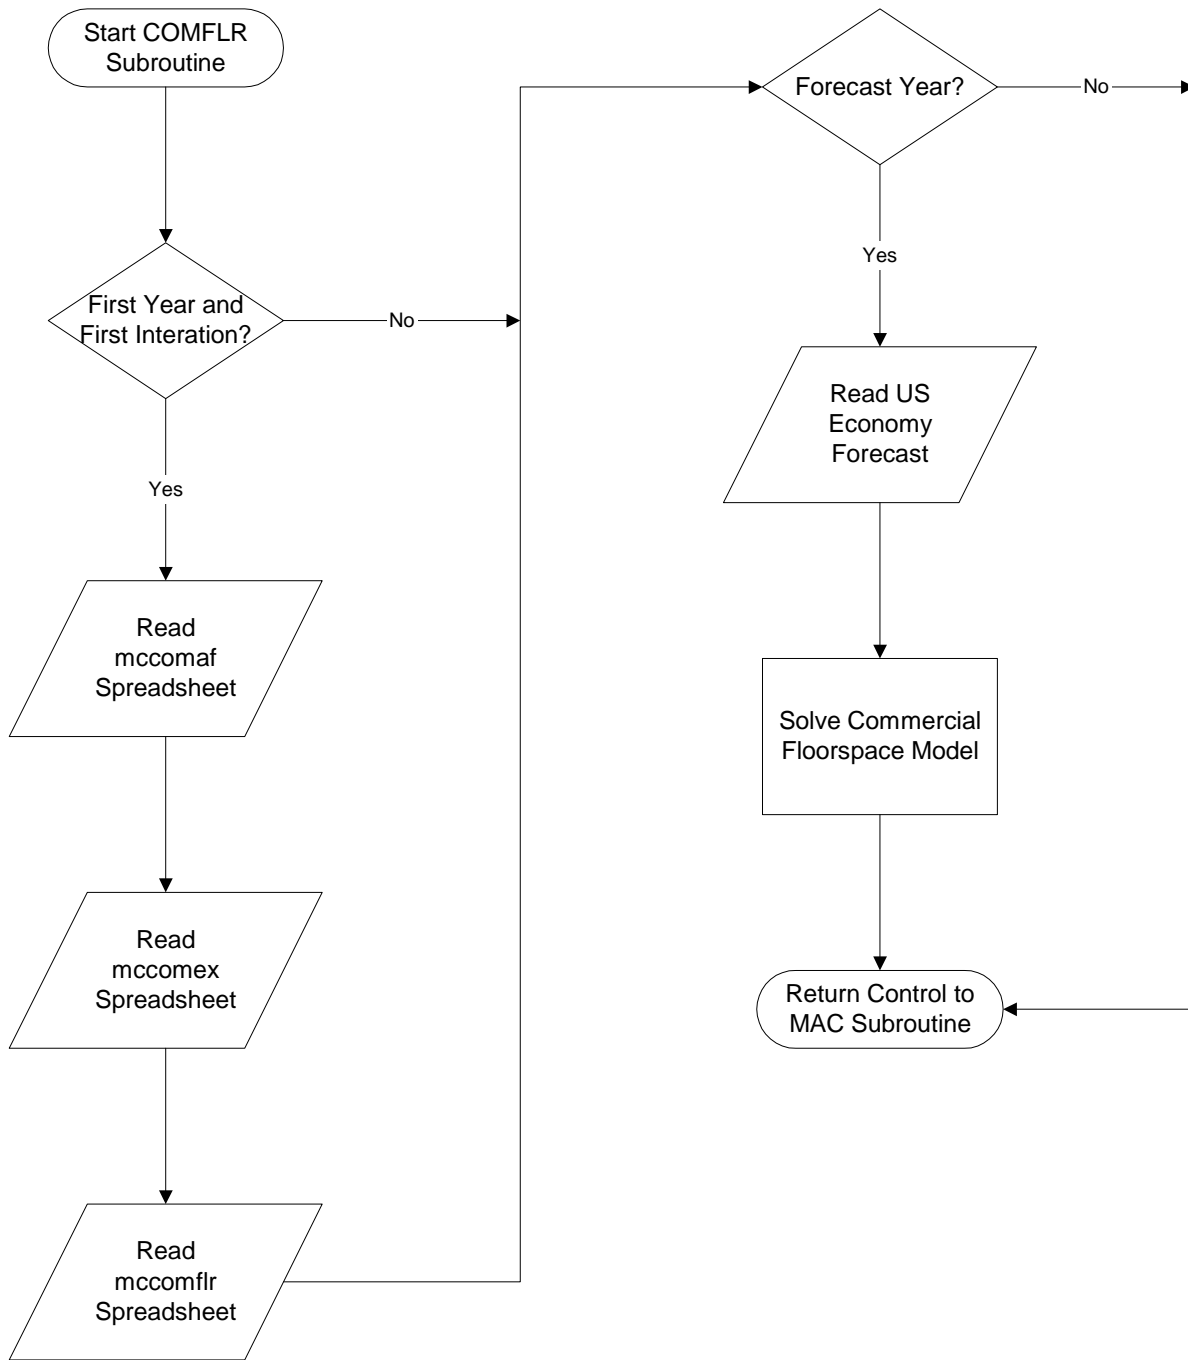 Start COMFLR
Subroutine
First Year and
First Interation?
No
Yes
Read
mccomaf
Spreadsheet
Read
mccomex
Spreadsheet
Read
mccomflr
Spreadsheet
Forecast Year?
No
Yes
Read US
Economy
Forecast
Solve Commercial
Floorspace Model
Return Control to
MAC Subroutine